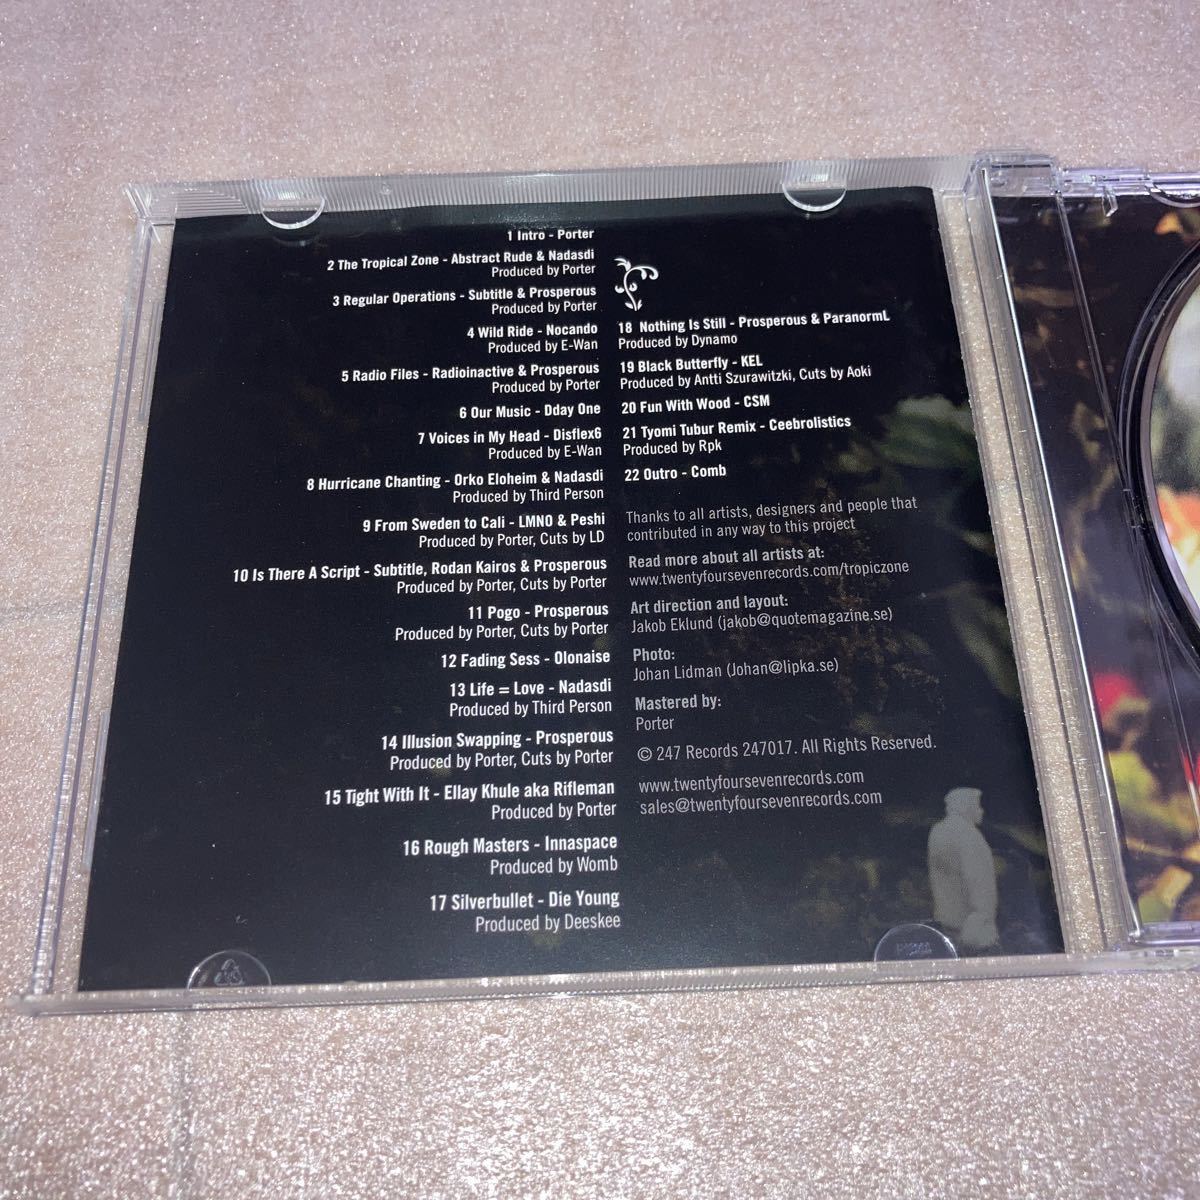 1 Intro - Porter
2 The Tropical Zone - Abstract Rude & Nadasdi
Produced by Porter
3 Regular Operations - Subtitle & Prosperous
Produced by Porter
4 Wild Ride - Nocando
Produced by E-Wan
5 Radio Files - Radioinactive & Prosperous
Produced by Porter
6 Our Music - Dday One
7 Voices in My Head - Disflex6
Produced by E-Wan
8 Hurricane Chanting - Orko Eloheim & Nadasdi
Produced by Third Person
9 From Sweden to Cali - LMNO & Peshi
Produced by Porter, Cuts by LD
10 Is There A Script - Subtitle, Rodan Kairos & Prosperous
Produced by Porter, Cuts by Porter
11 Pogo - Prosperous
Produced by Porter, Cuts by Porter
12 Fading Sess - Olonaise
13 Life = Love - Nadasdi
Produced by Third Person
14 Illusion Swapping - Prosperous
Produced by Porter, Cuts by Porter
15 Tight With It - Ellay Khule aka Rifleman
Produced by Porter
16 Rough Masters - Innaspace
Produced by Womb
17 Silverbullet - Die Young
Produced by Deeskee
18 Nothing Is Still - Prosperous & ParanormL
Produced by Dynamo
19 Black Butterfly - KEL
Produced by Antti Szurawitzki, Cuts by Aoki
20 Fun With Wood - CSM
21 Tyomi Tubur Remix - Ceebrolistics
Produced by Rpk
22 Outro - Comb
Thanks to all artists, designers and people that
contributed in any way to this project
Read more about all artists at:
www.twentyfoursevenrecords.com/tropiczone
Art direction and layout:
Jakob Eklund (jakob@quotemagazine.se)
Photo:
Johan Lidman (Johan@lipka.se)
Mastered by:
Porter
© 247 Records 247017. All Rights Reserved.
www.twentyfoursevenrecords.com
sales@twentyfoursevenrecords.com